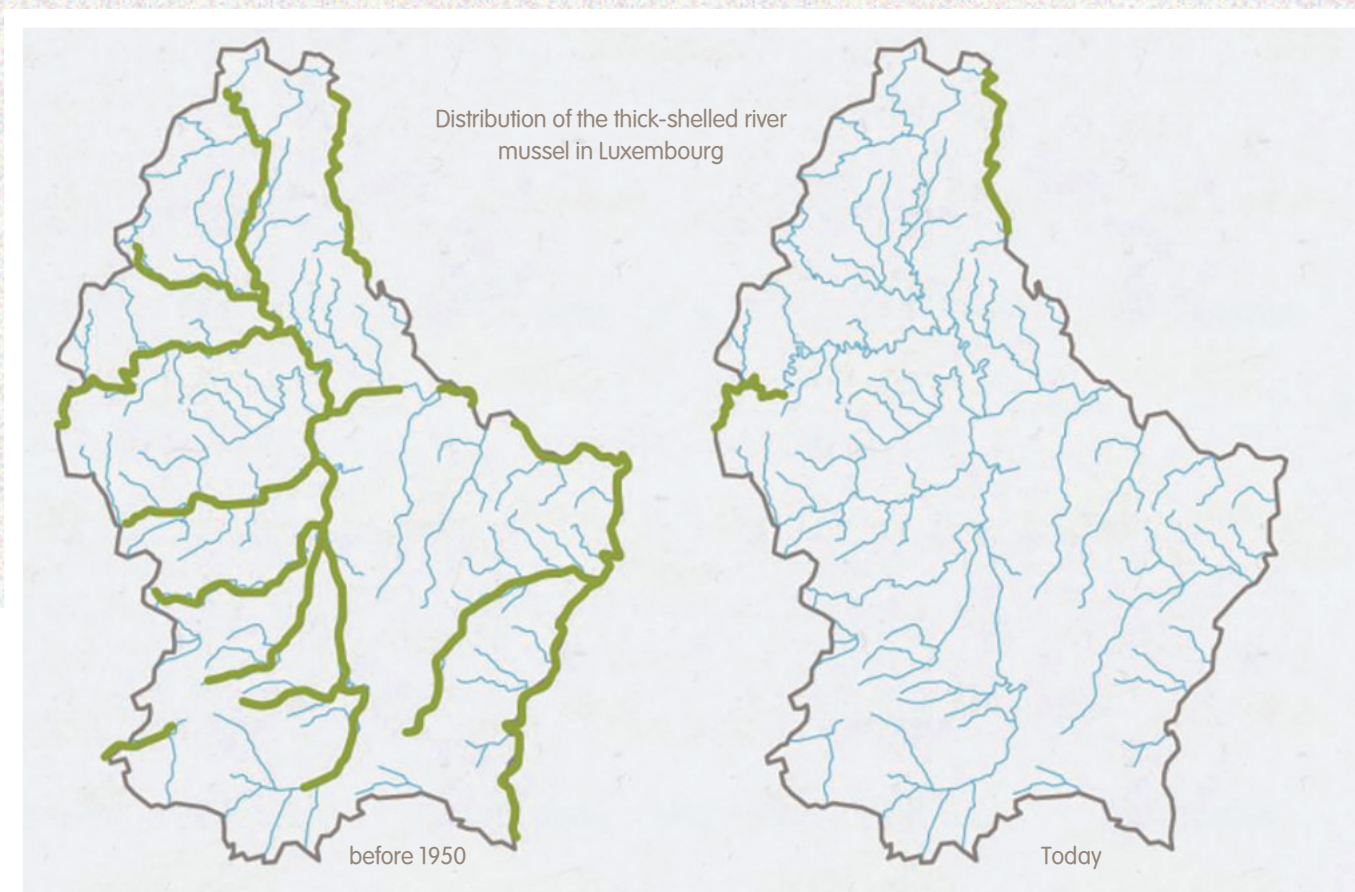 Distribution of the thick-shelled river
mussel in Luxembourg
before 1950
Today